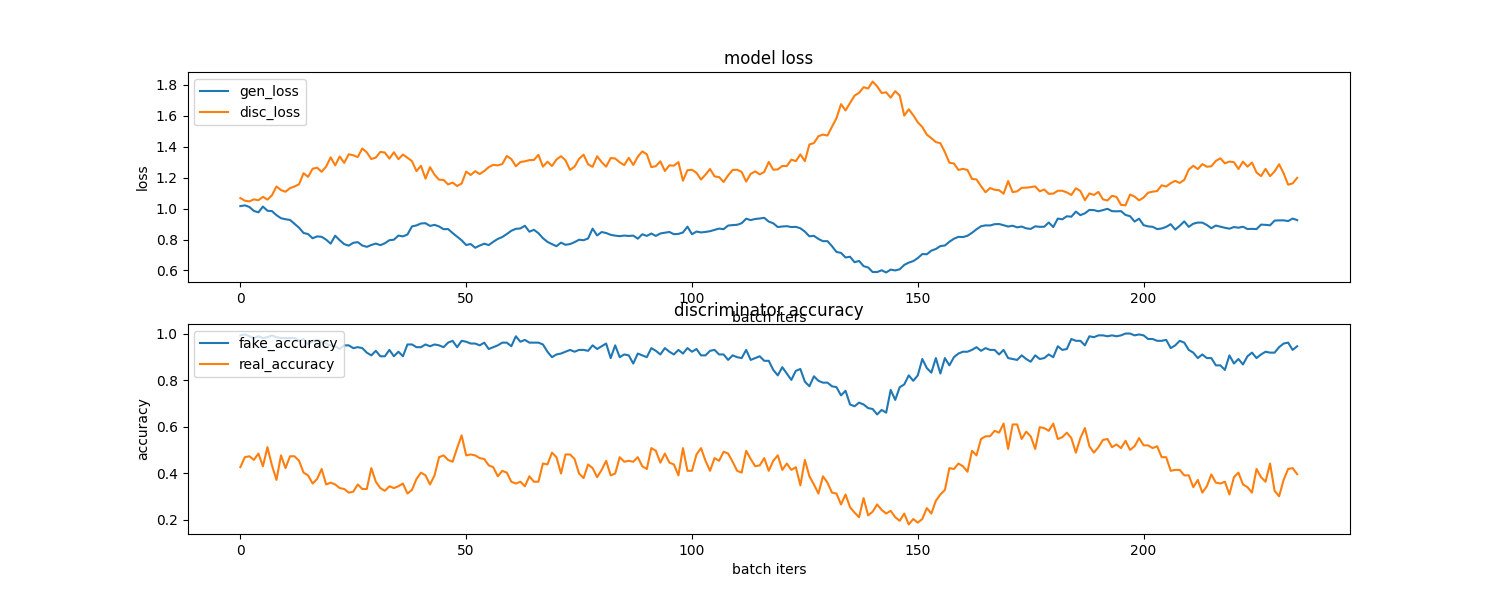 model loss
1.8
1.6
1.4
1.2
1.0
0.8
0.6
loss
gen_loss
disc_loss
0 50 100 150 200
batch iters
discriminator accuracy
1.0
0.8
0.6
0.4
0.2
accuracy
fake_accuracy
real_accuracy
0 50 100 150 200
batch iters